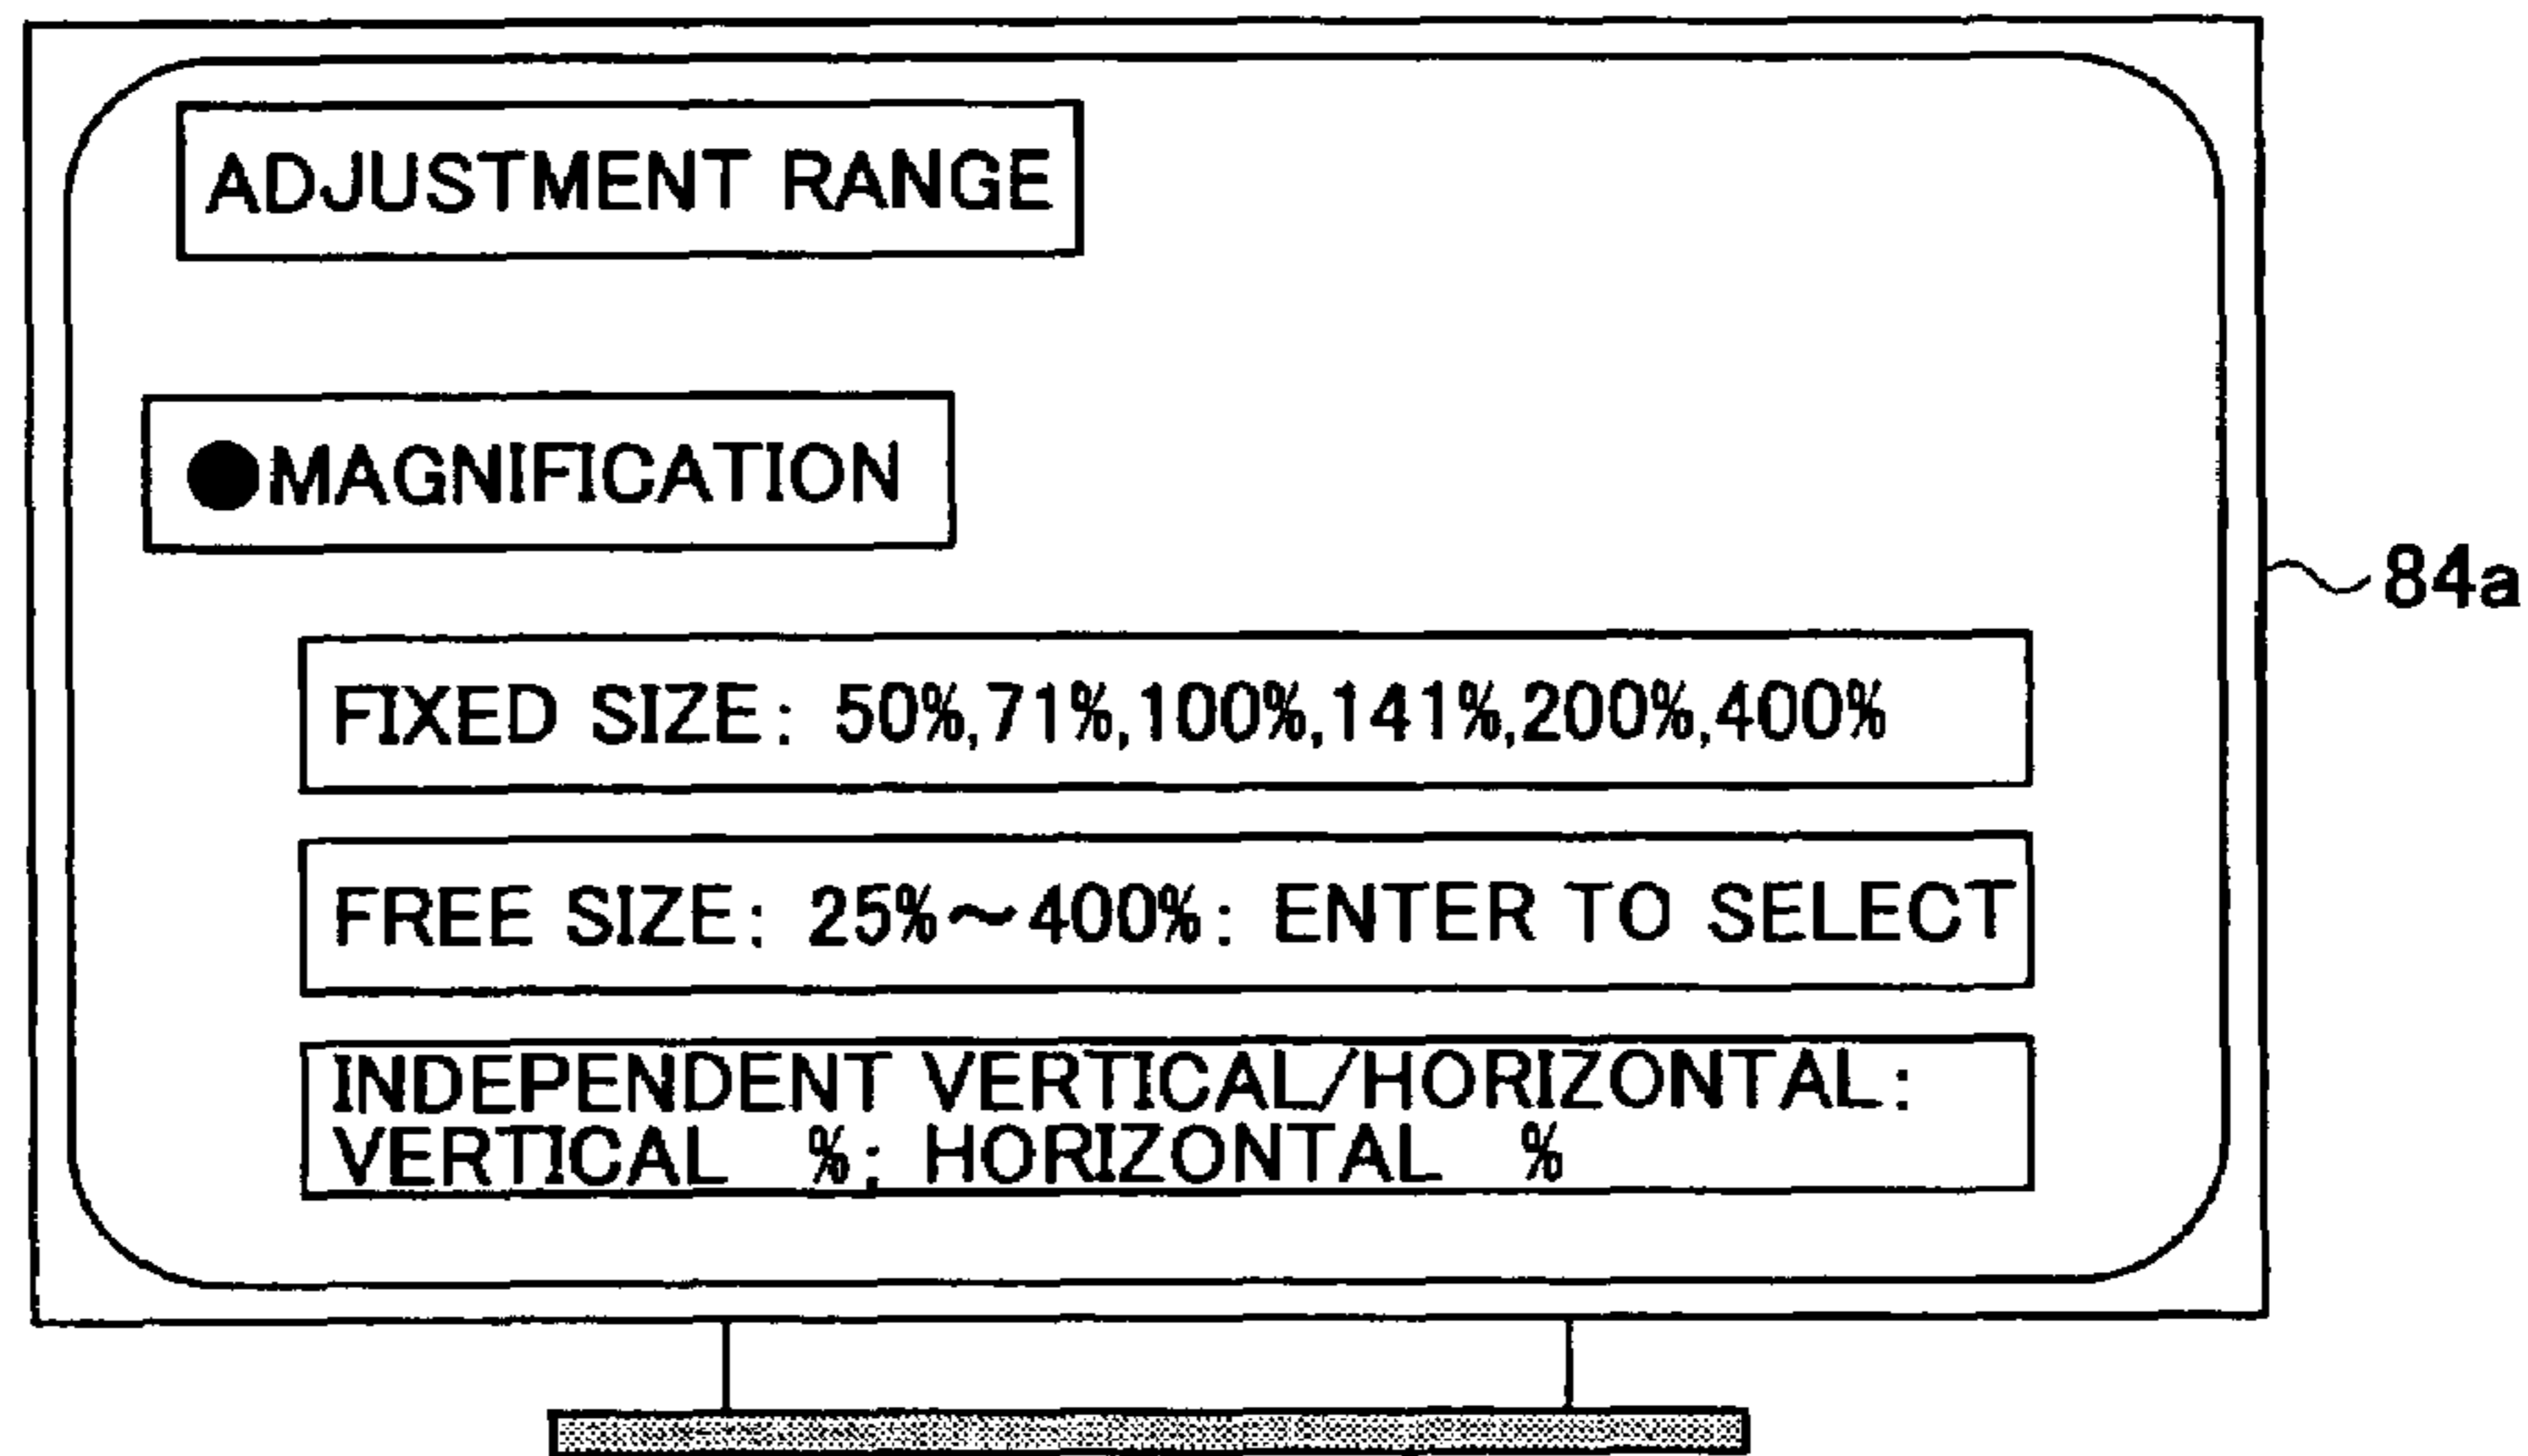 ADJUSTMENT RANGE
●MAGNIFICATION
84a
FIXED SIZE: 50%,71%,100%,141%,200%,400%
FREE SIZE: 25%～400%: ENTER TO SELECT
INDEPENDENT VERTICAL/HORIZONTAL:
VERTICAL %; HORIZONTAL %